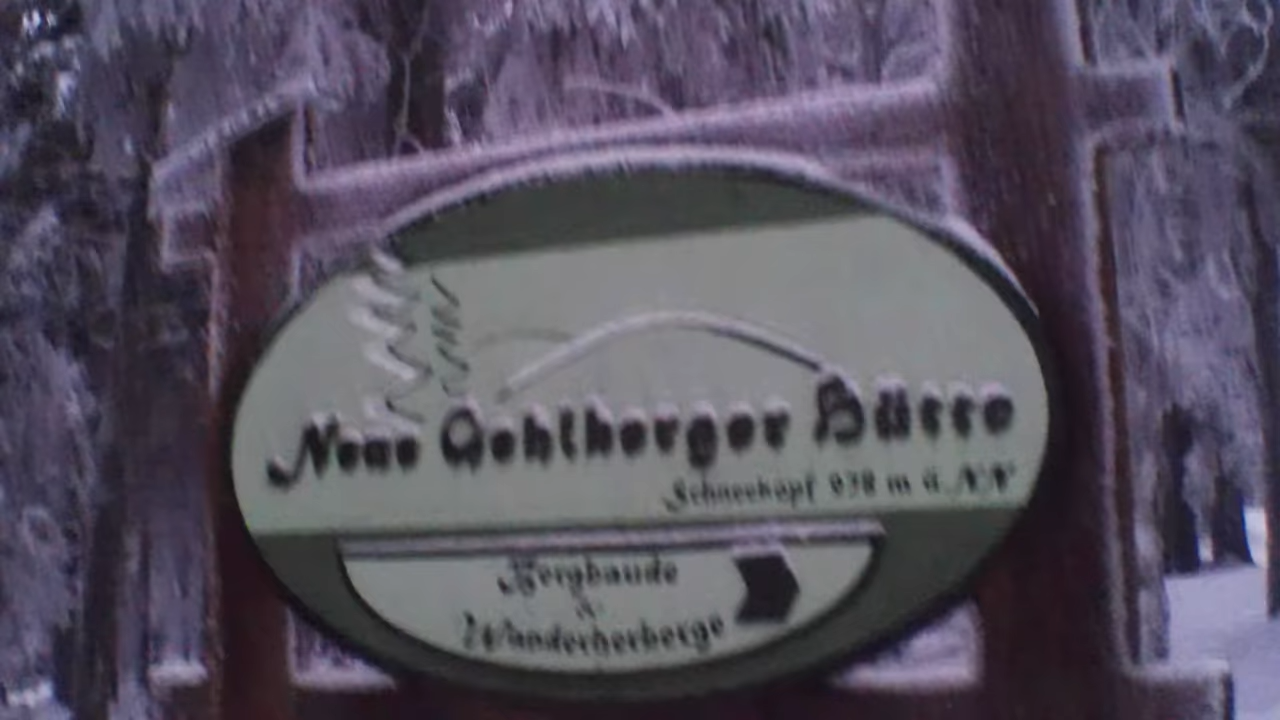 Neue Gehlberger Hütte
Schneekopf 978 m ü. NN
Bergbaude
&
Wanderherberge